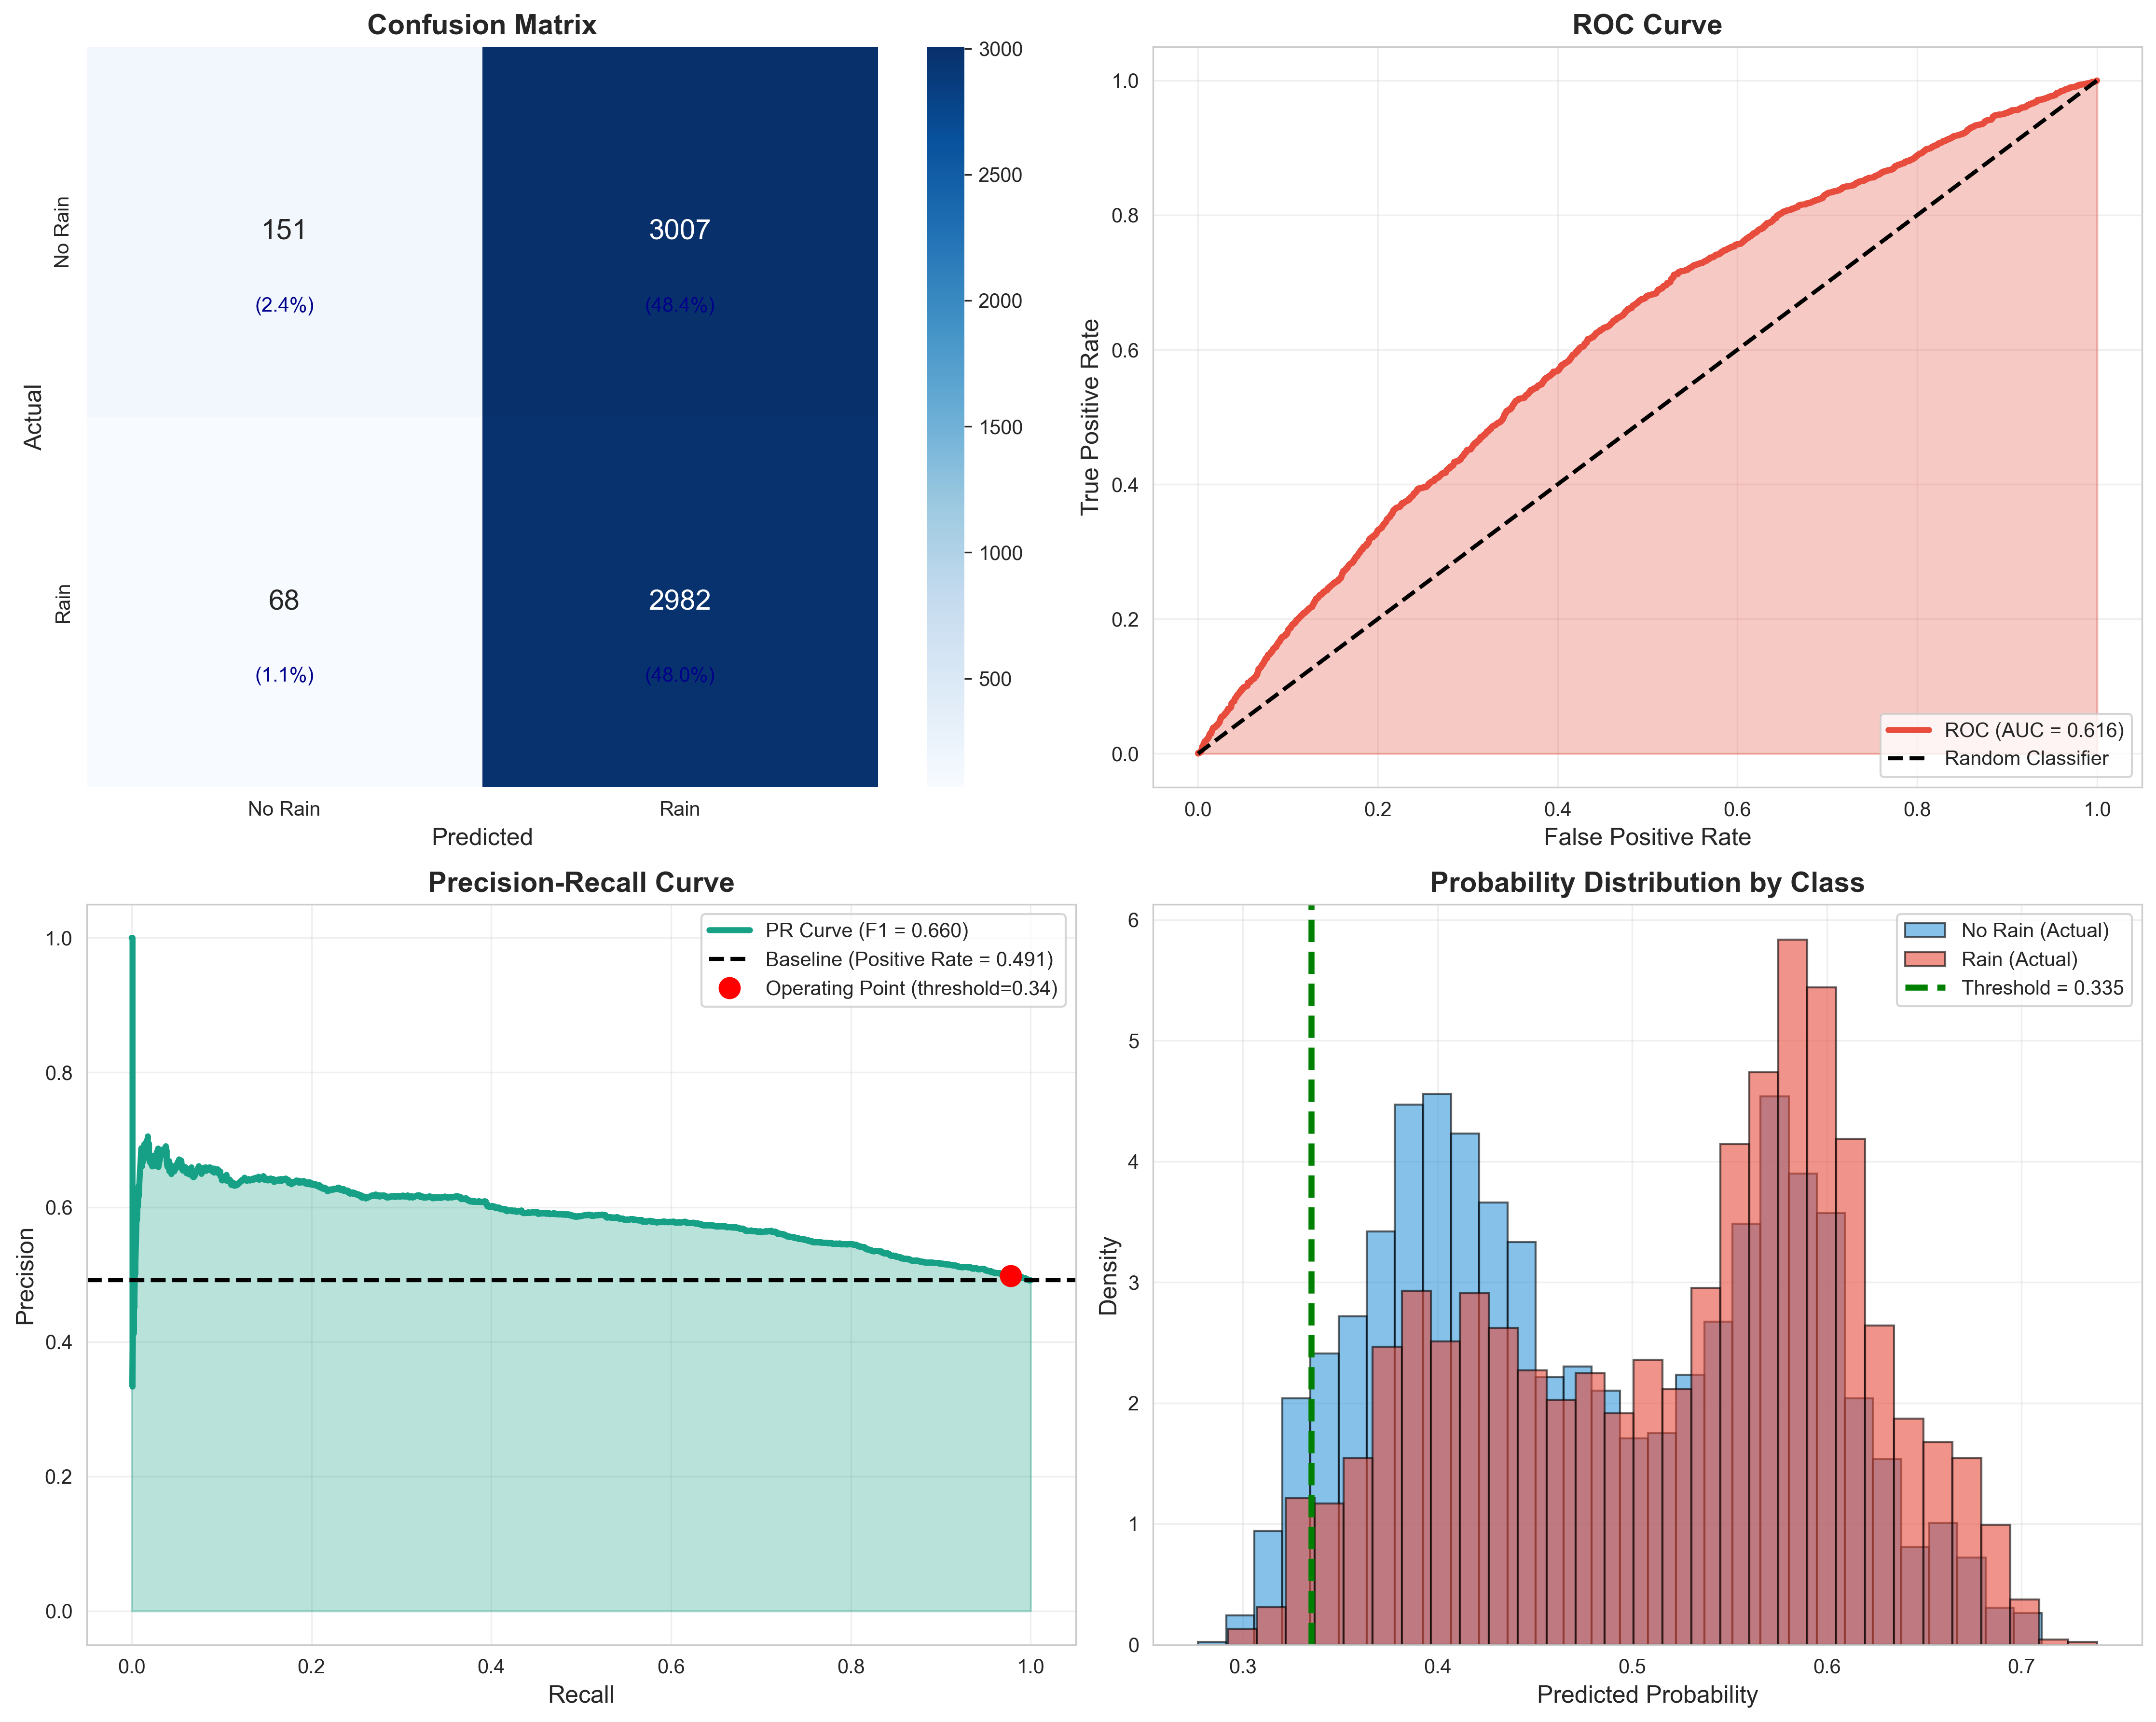 Confusion Matrix
No Rain
Rain
Actual
151
(2.4%)
3007
(48.4%)
68
(1.1%)
2982
(48.0%)
No Rain
Rain
Predicted
3000
2500
2000
1500
1000
500
ROC Curve
True Positive Rate
1.0
0.8
0.6
0.4
0.2
0.0
ROC (AUC = 0.616)
Random Classifier
0.0 0.2 0.4 0.6 0.8 1.0
False Positive Rate
Precision-Recall Curve
Precision
1.0
0.8
0.6
0.4
0.2
0.0
PR Curve (F1 = 0.660)
Baseline (Positive Rate = 0.491)
Operating Point (threshold=0.34)
0.0 0.2 0.4 0.6 0.8 1.0
Recall
Probability Distribution by Class
Density
6
5
4
3
2
1
0
No Rain (Actual)
Rain (Actual)
Threshold = 0.335
0.3 0.4 0.5 0.6 0.7
Predicted Probability